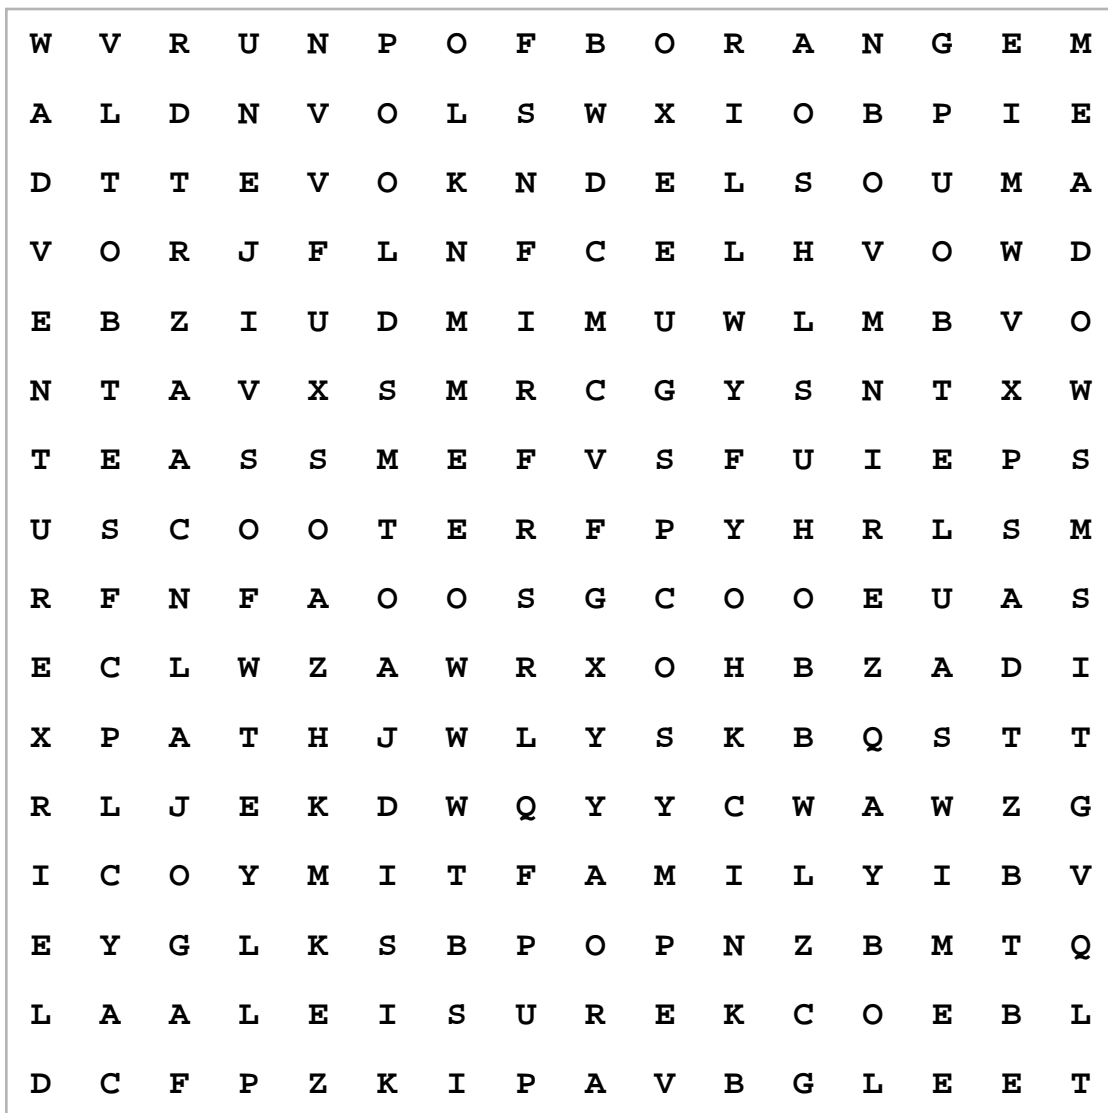 W V R U N P O F B O R A N G E M
A L D N V O L S W X I O B P I E
D T T E V O K N D E L S O U M A
V O R J F L N F C E L H V O W D
E B Z I U D M I M U W L M B V O
N T A V X S M R C G Y S N T X W
T E A S S M E F V S F U I E P S
U S C O O T E R F P Y H R L S M
R F N F A O O S G C O O E U A S
E C L W Z A W R X O H B Z A D I
X P A T H J W L Y S K B Q S T T
R L J E K D W Q Y Y C W A W Z G
I C O Y M I T F A M I L Y I B V
E Y G L K S B P O P N Z B M T Q
L A A L E I S U R E K C O E B L
D C F P Z K I P A V B G L E E T